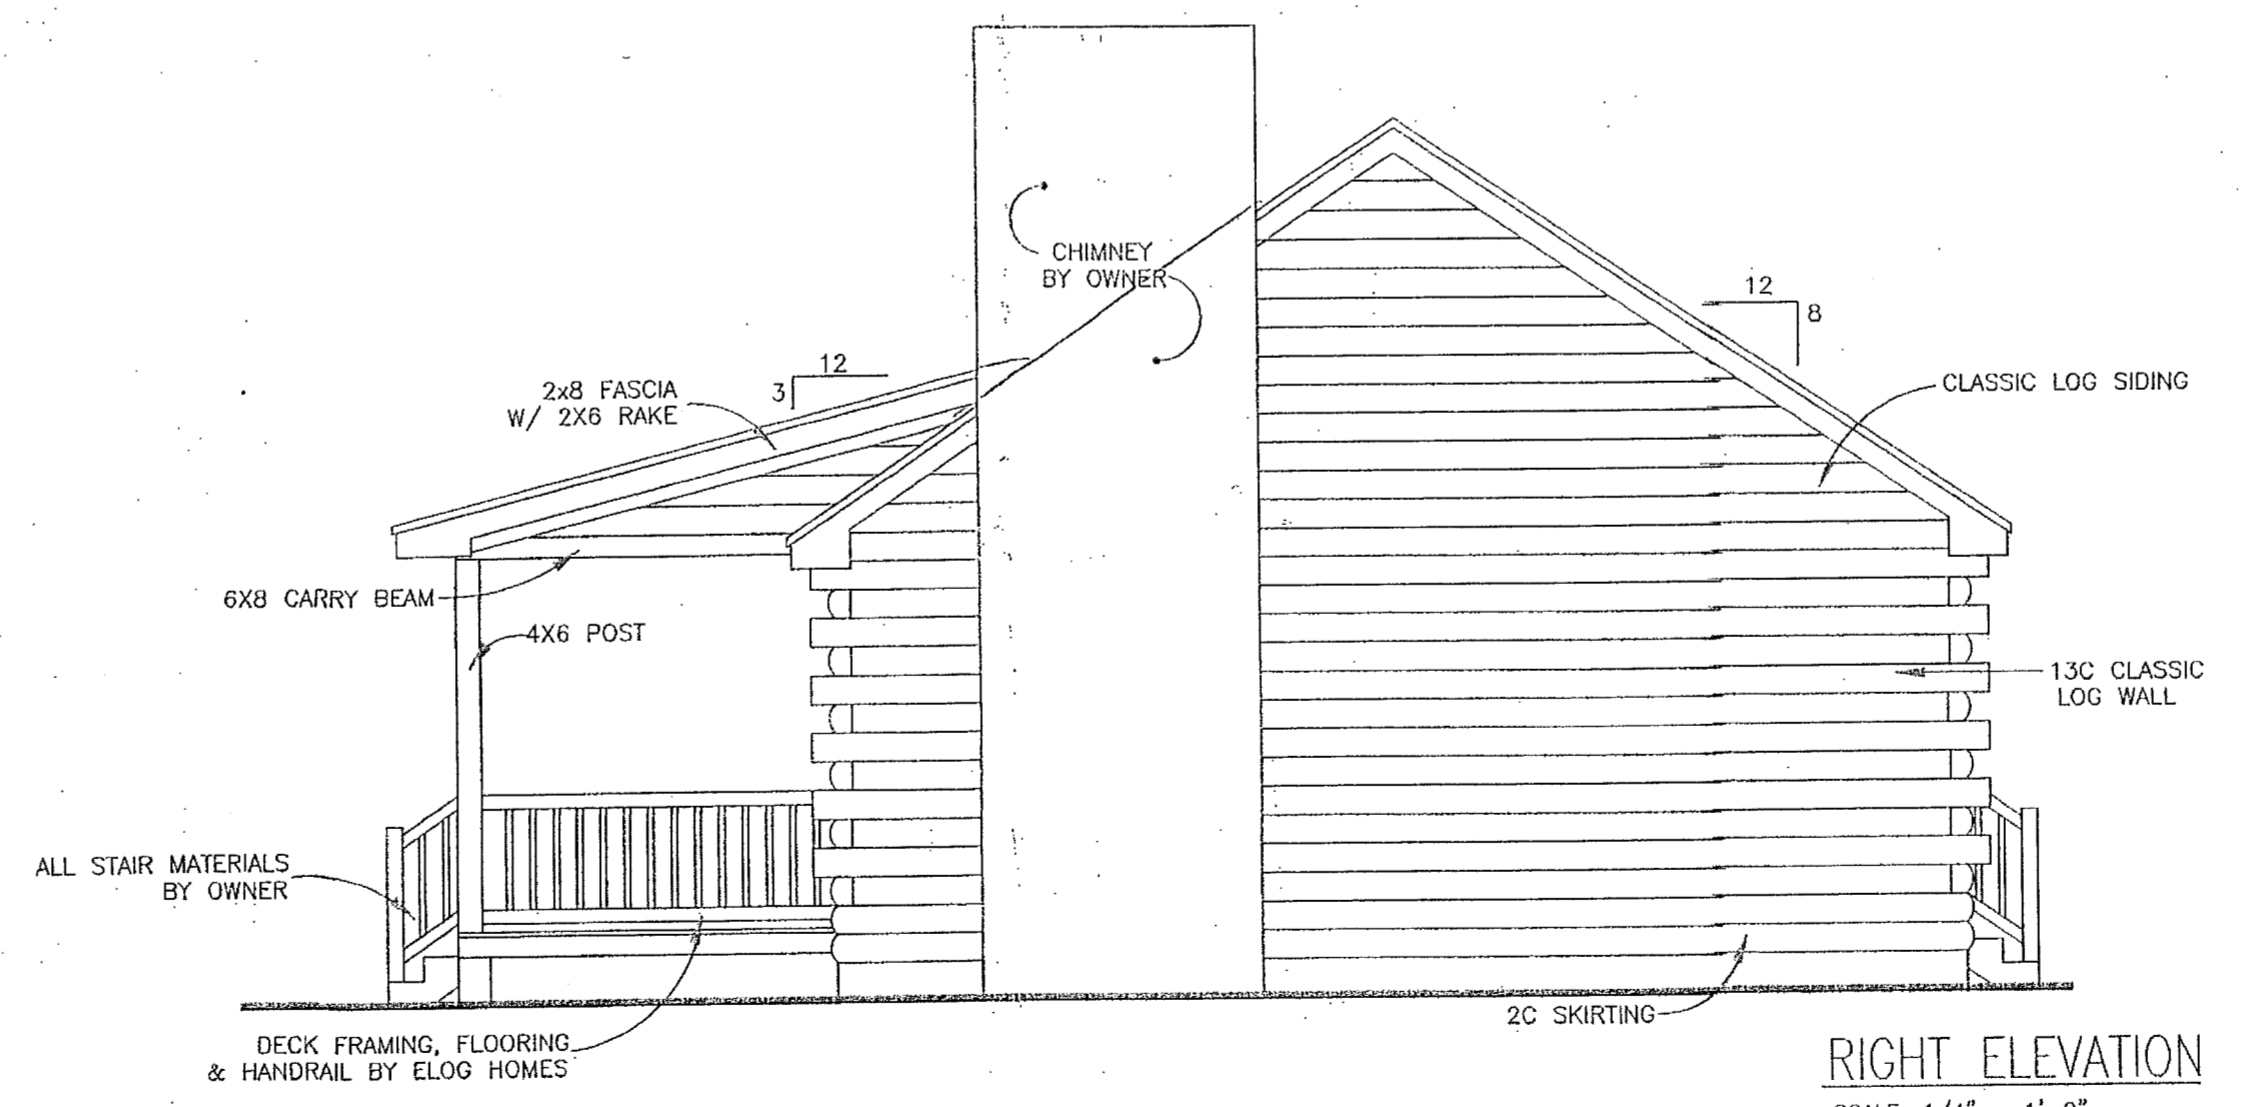 CHIMNEY
BY OWNER
12
8
12
3
2x8 FASCIA
W/ 2X6 RAKE
CLASSIC LOG SIDING
6X8 CARRY BEAM
4X6 POST
13C CLASSIC
LOG WALL
ALL STAIR MATERIALS
BY OWNER
2C SKIRTING
DECK FRAMING, FLOORING
& HANDRAIL BY ELOG HOMES
RIGHT ELEVATION